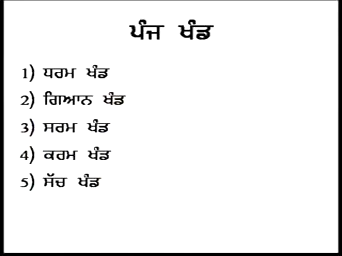 ਪੰਜ ਖੰਡ
1) ਧਰਮ ਖੰਡ
2) ਗਿਆਨ ਖੰਡ
3) ਸਰਮ ਖੰਡ
4) ਕਰਮ ਖੰਡ
5) ਸੱਚ ਖੰਡ